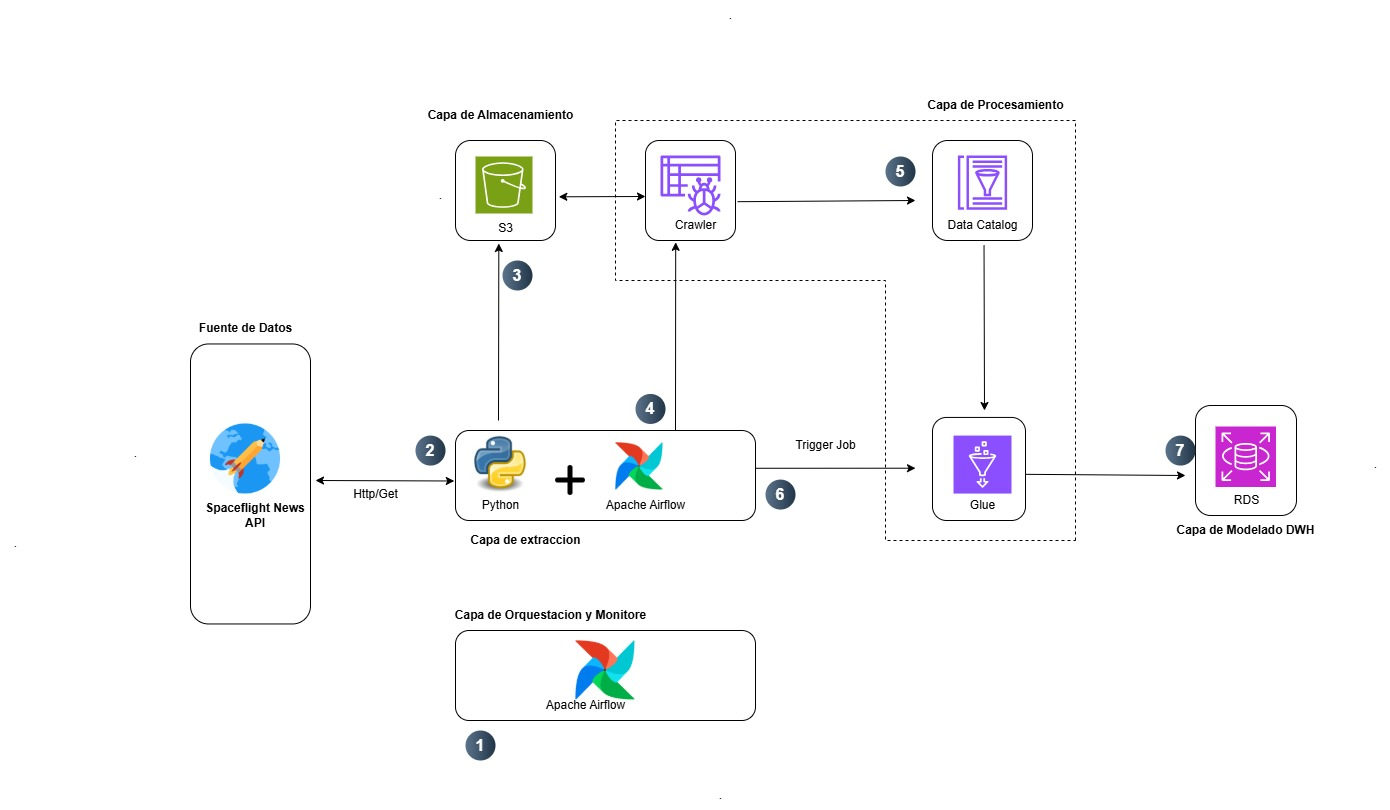 Capa de Procesamiento
Capa de Almacenamiento
5
S3
Crawler
Data Catalog
3
Fuente de Datos
4
2
Trigger Job
7
Http/Get
6
Python
Apache Airflow
Glue
RDS
Spaceflight News
API
Capa de Modelado DWH
Capa de extraccion
Capa de Orquestacion y Monitore
Apache Airflow
1